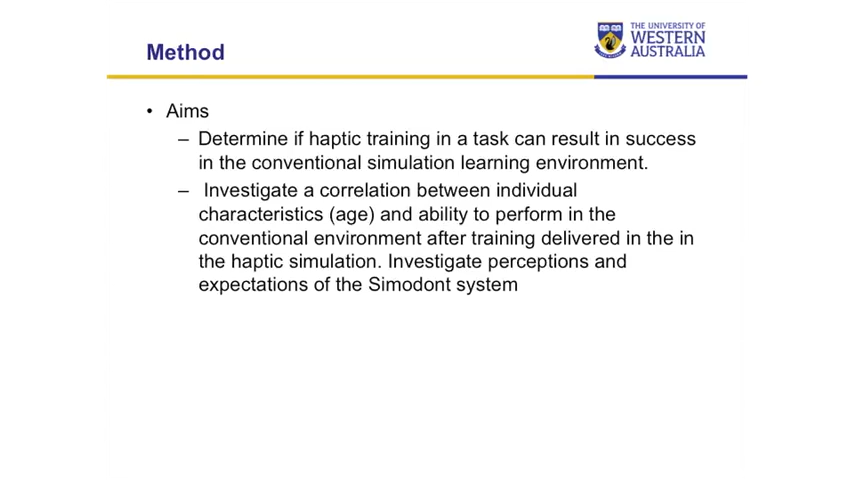 THE UNIVERSITY OF
WESTERN
AUSTRALIA
Method
• Aims
– Determine if haptic training in a task can result in success
in the conventional simulation learning environment.
– Investigate a correlation between individual
characteristics (age) and ability to perform in the
conventional environment after training delivered in the in
the haptic simulation. Investigate perceptions and
expectations of the Simodont system